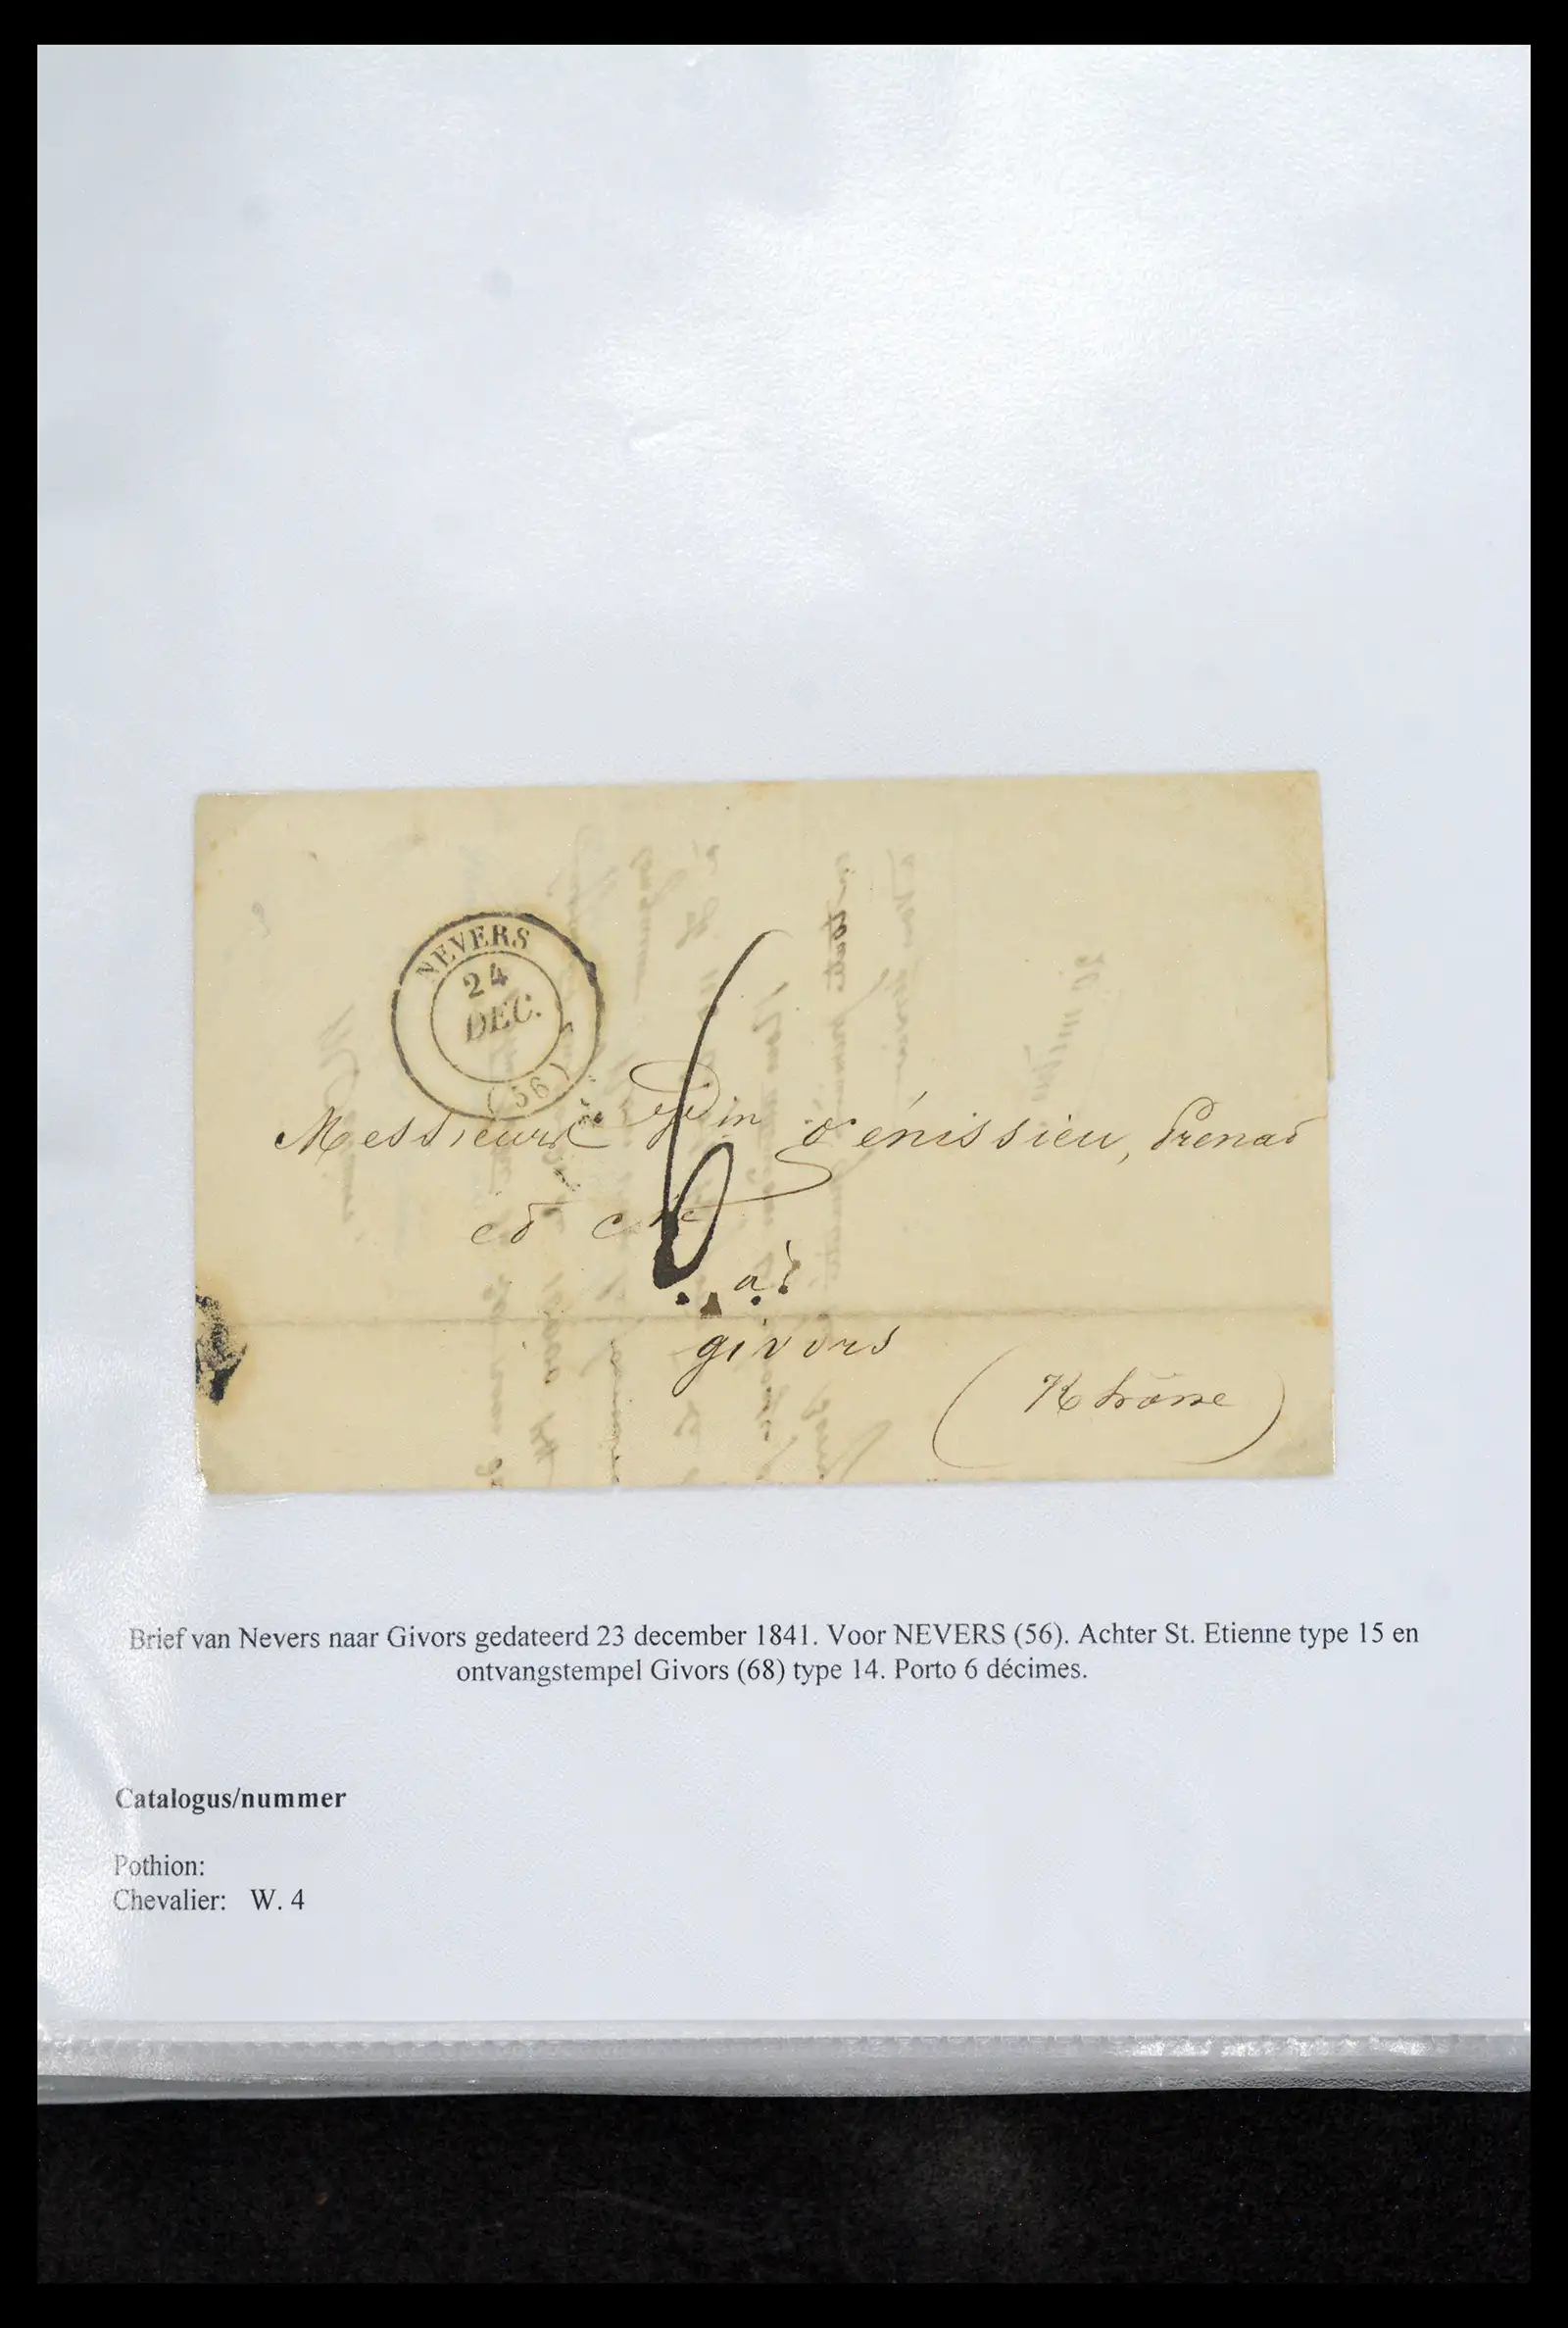 NEVERS
24
DEC.
(56)
Messieurs énissieu, Prenat
et Cie
6
à
givors
(Rhône)
Brief van Nevers naar Givors gedateerd 23 december 1841. Voor NEVERS (56). Achter St. Etienne type 15 en
ontvangstempel Givors (68) type 14. Porto 6 décimes.
Catalogus/nummer
Pothion:
Chevalier: W. 4